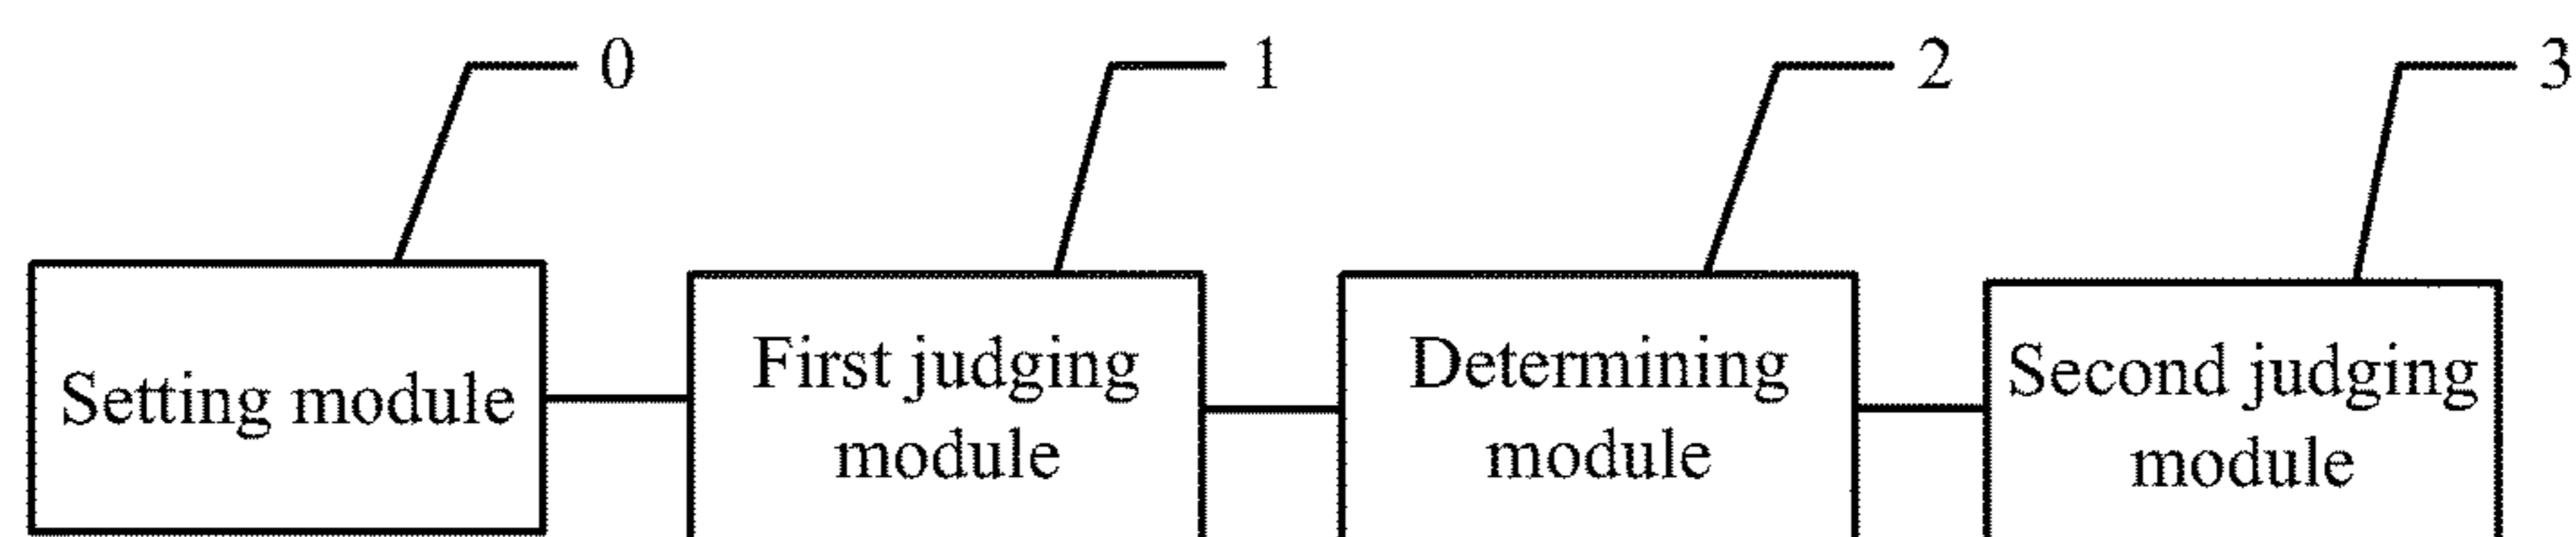 0
1
2
3
Setting module
First judging
module
Determining
module
Second judging
module